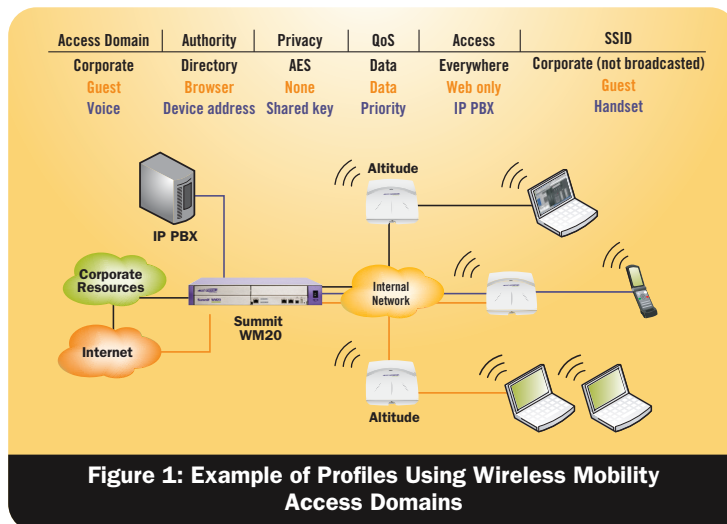 Access Domain Authority Privacy QoS Access SSID
Corporate Directory AES Data Everywhere Corporate (not broadcasted)
Guest Browser None Data Web only Guest
Voice Device address Shared key Priority IP PBX Handset
Altitude
IP PBX
Corporate
Resources
Internal
Network
Summit
WM20
Internet
Altitude
Figure 1: Example of Profiles Using Wireless Mobility
Access Domains